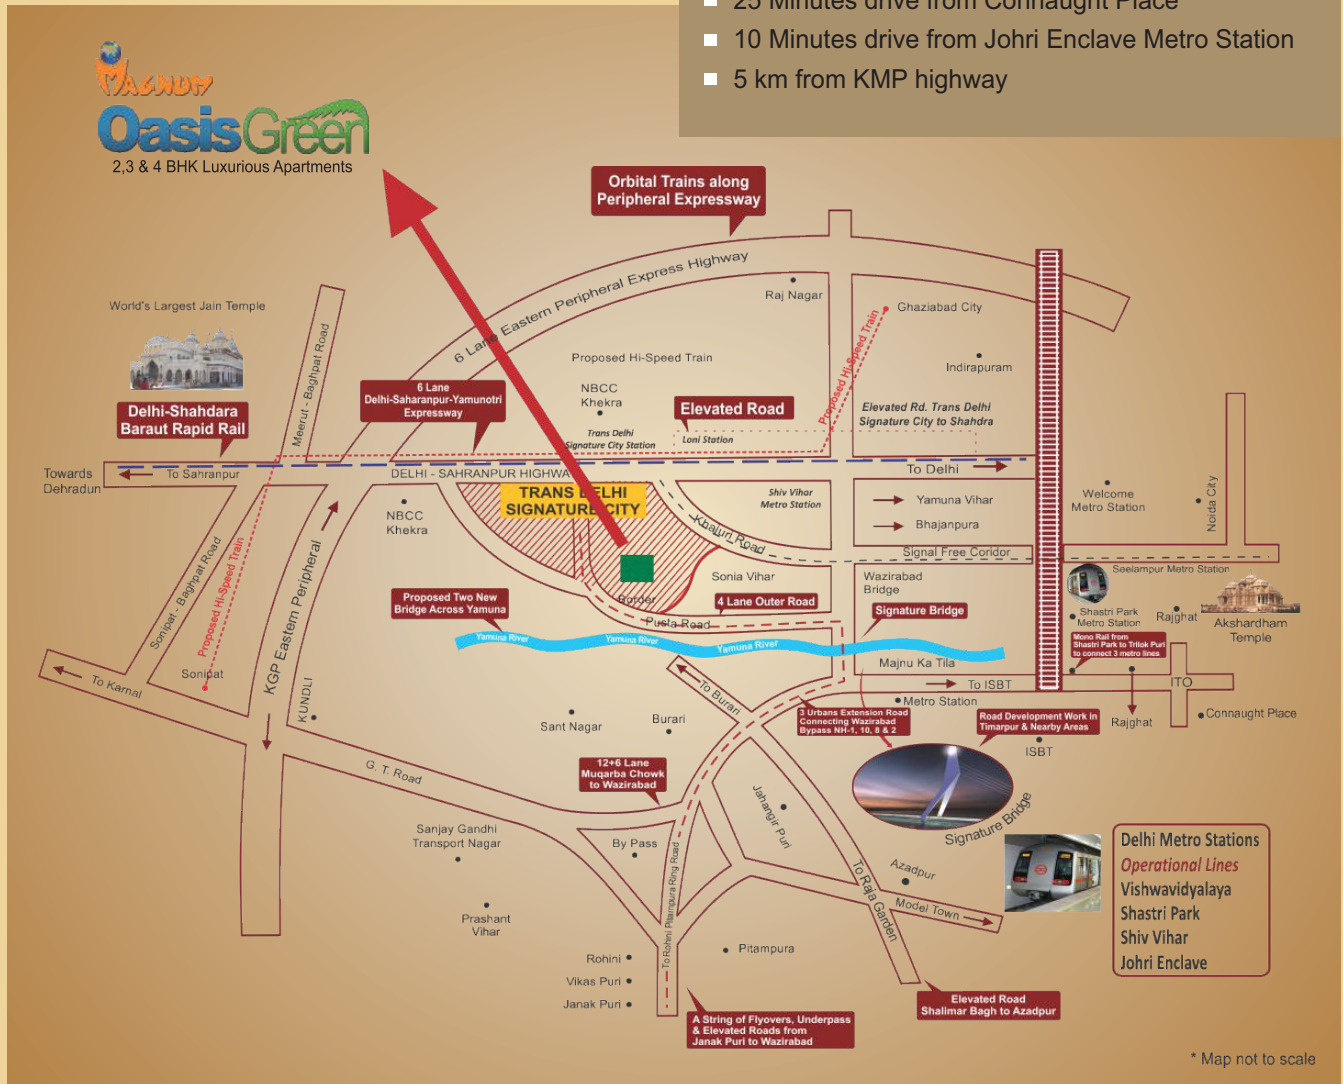 25 Minutes drive from Connaught Place
10 Minutes drive from Johri Enclave Metro Station
5 km from KMP highway
MAGNUM
OasisGreen
2,3 & 4 BHK Luxurious Apartments
Orbital Trains along
Peripheral Expressway
6 Lane Eastern Peripheral Express Highway
Raj Nagar
Ghaziabad City
World's Largest Jain Temple
Meerut - Baghpat Road
Proposed Hi-Speed Train
Proposed Hi-Speed Train
Indirapuram
6 Lane
Delhi-Saharanpur-Yamunotri
Expressway
NBCC
Khekra
Delhi-Shahdara
Baraut Rapid Rail
Elevated Road
Elevated Rd. Trans Delhi
Signature City to Shahdra
Trans Delhi
Signature City Station
Loni Station
Towards
Dehradun
To Sahranpur
DELHI - SAHRANPUR HIGHWA
To Delhi
TRANS DELHI
SIGNATURE CITY
Shiv Vihar
Metro Station
Yamuna Vihar
Bhajanpura
Welcome
Metro Station
Noida City
NBCC
Khekra
Khajuri Road
Signal Free Coridor
Seelampur Metro Station
Sonipat - Baghpat Road
Proposed Hi-Speed Train
KGP Eastern Peripheral
Sonia Vihar
Wazirabad
Bridge
Border
4 Lane Outer Road
Signature Bridge
Proposed Two New
Bridge Across Yamuna
Pusta Road
Shastri Park
Metro Station
Rajghat
Akshardham
Temple
Yamuna River
Yamuna River
Yamuna River
Mono Rail from
Shastri Park to Trilok Puri
to connect 3 metro lines
Majnu Ka Tila
To Karnal
Sonipat
KUNDLI
To Burari
To ISBT
ITO
Metro Station
Rajghat
Connaught Place
Sant Nagar
Burari
3 Urbans Extension Road
Connecting Wazirabad
Bypass NH-1, 10, 8 & 2
Road Development Work in
Timarpur & Nearby Areas
ISBT
G. T. Road
12+6 Lane
Muqarba Chowk
to Wazirabad
Jahangir Puri
Signature Bridge
Sanjay Gandhi
Transport Nagar
By Pass
To Rohini Pitampura Ring Road
To Raja Garden
Azadpur
Model Town
Delhi Metro Stations
Operational Lines
Vishwavidyalaya
Shastri Park
Shiv Vihar
Johri Enclave
Prashant
Vihar
Pitampura
Rohini
Vikas Puri
Janak Puri
Elevated Road
Shalimar Bagh to Azadpur
A String of Flyovers, Underpass
& Elevated Roads from
Janak Puri to Wazirabad
* Map not to scale